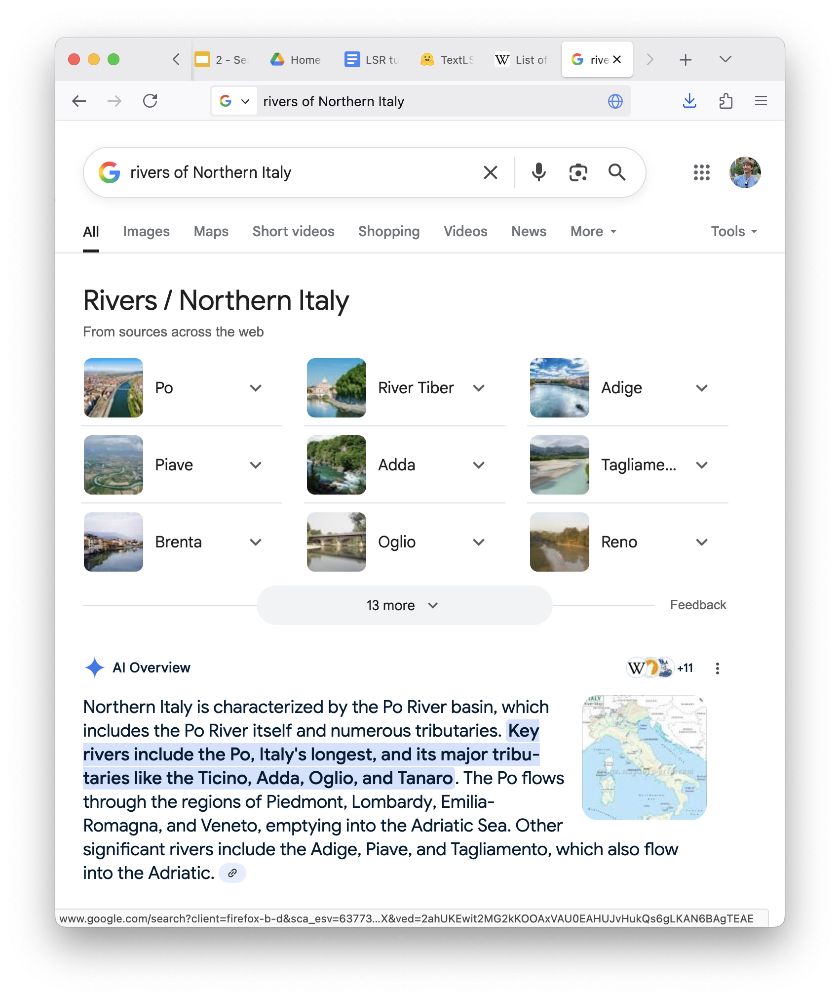 2 - Se
Home
LSR tu
TextLS
List of
rive
rivers of Northern Italy
rivers of Northern Italy
All Images Maps Short videos Shopping Videos News More Tools
Rivers / Northern Italy
From sources across the web
Po River Tiber Adige
Piave Adda Tagliame...
Brenta Oglio Reno
13 more
Feedback
AI Overview
W +11
Northern Italy is characterized by the Po River basin, which
includes the Po River itself and numerous tributaries. Key
rivers include the Po, Italy's longest, and its major tribu-
taries like the Ticino, Adda, Oglio, and Tanaro. The Po flows
through the regions of Piedmont, Lombardy, Emilia-
Romagna, and Veneto, emptying into the Adriatic Sea. Other
significant rivers include the Adige, Piave, and Tagliamento, which also flow
into the Adriatic.
www.google.com/search?client=firefox-b-d&sca_esv=63773...X&ved=2ahUKEwit2MG2kKOOAxVAU0EAHUJvHukQs6gLKAN6BAgTEAE